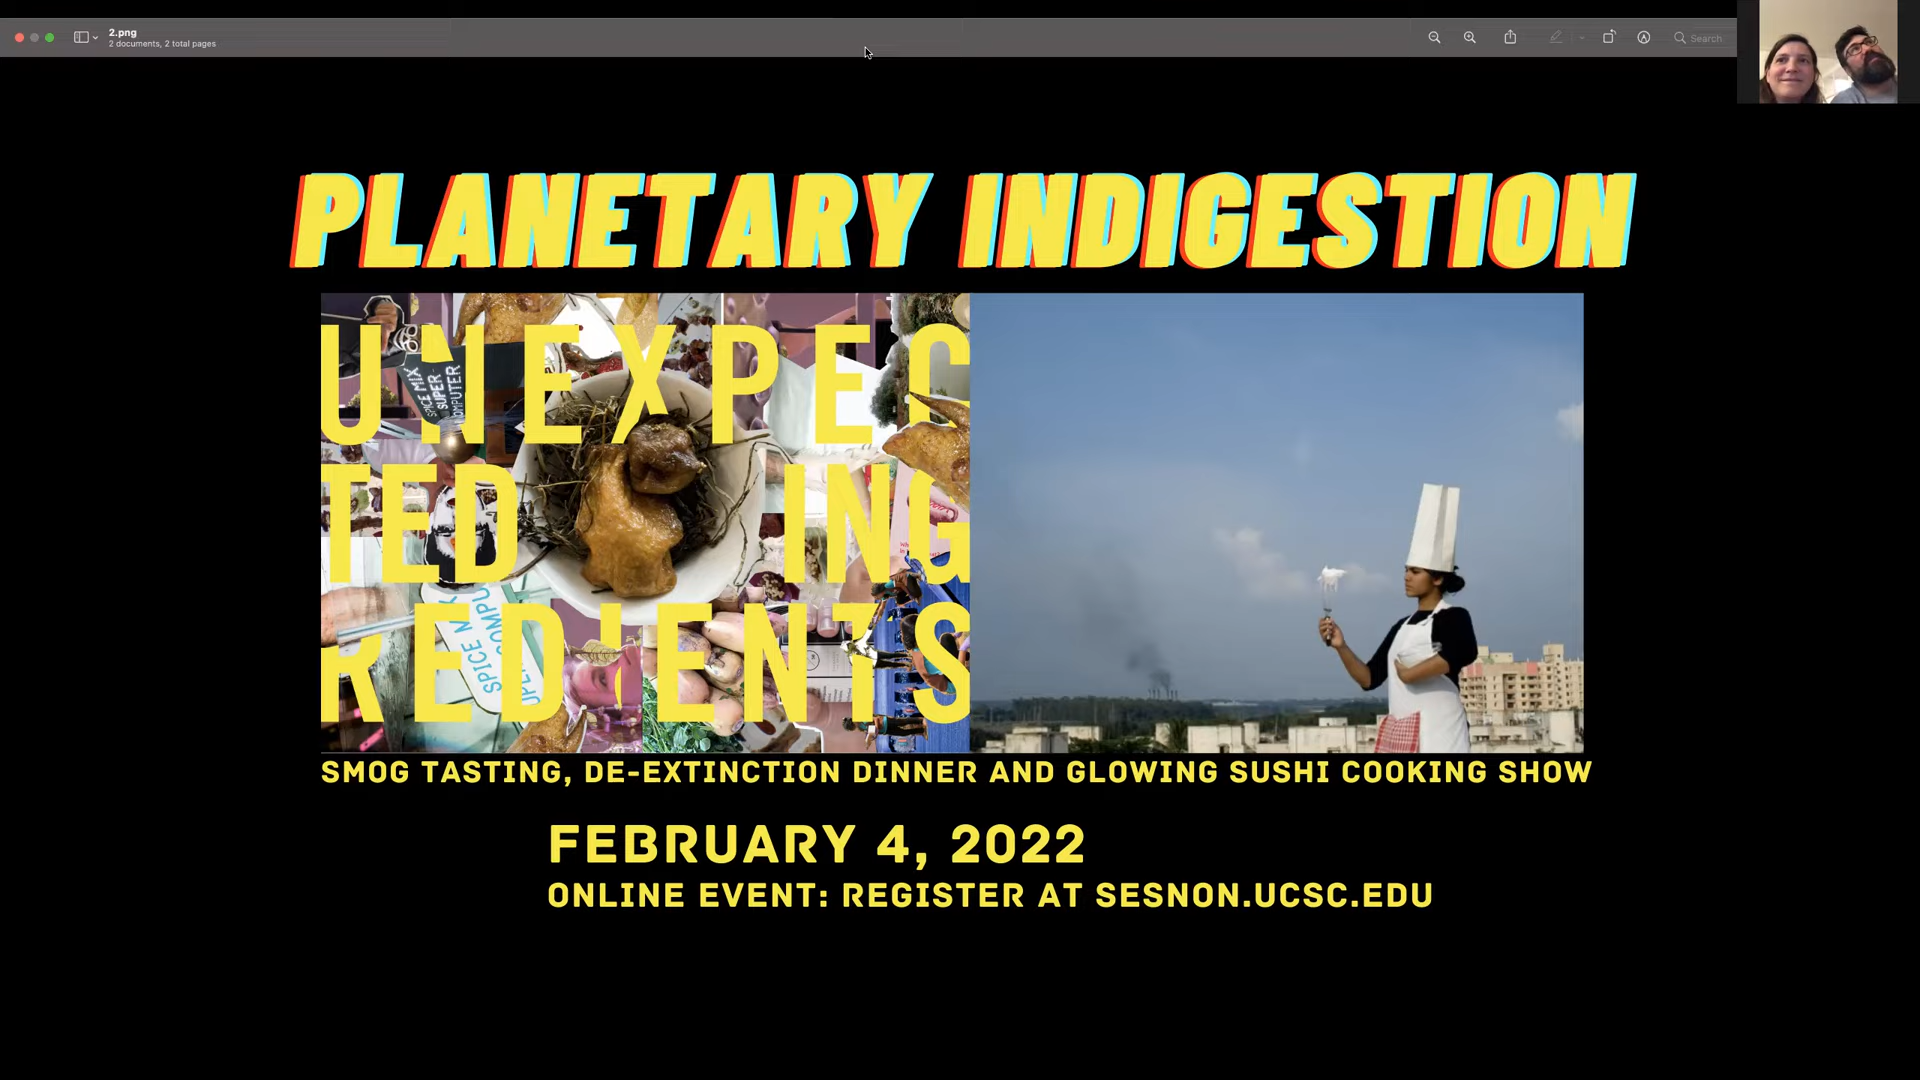 2.png
2 documents, 2 total pages
Search
PLANETARY INDIGESTION
UNEXPEC
TED ING
REDIENTS
SPICE MIX
SUPER
COMPUTER
SMOG TASTING, DE-EXTINCTION DINNER AND GLOWING SUSHI COOKING SHOW
FEBRUARY 4, 2022
ONLINE EVENT: REGISTER AT SESNON.UCSC.EDU